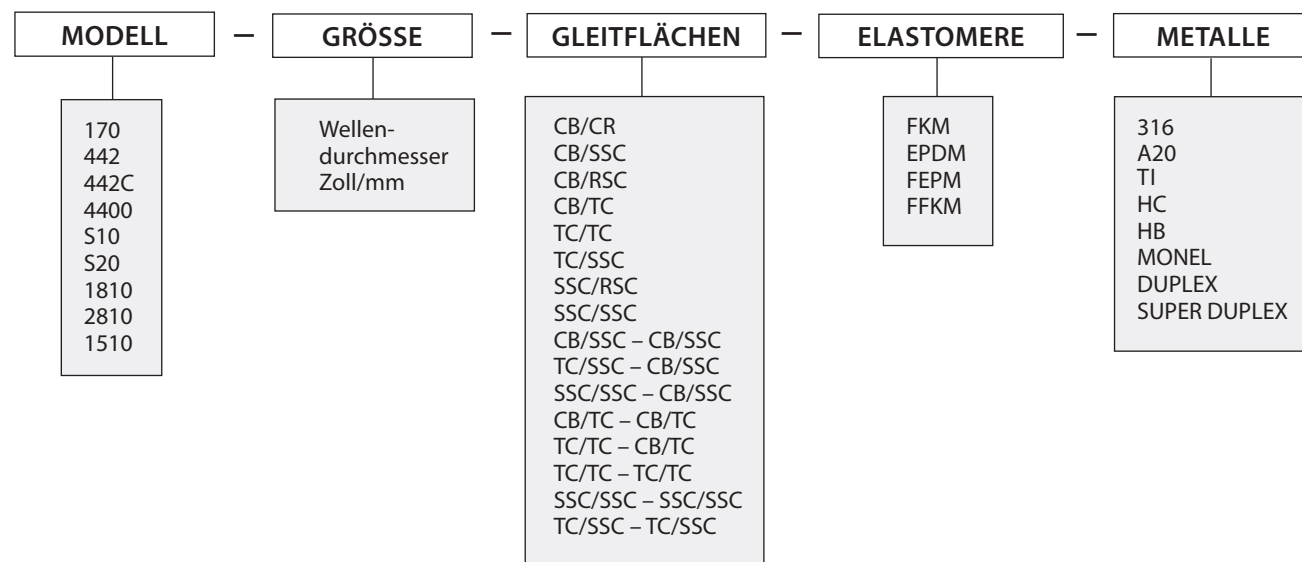 MODELL – GRÖSSE – GLEITFLÄCHEN – ELASTOMERE – METALLE
170
442
442C
4400
S10
S20
1810
2810
1510
Wellen-
durchmesser
Zoll/mm
CB/CR
CB/SSC
CB/RSC
CB/TC
TC/TC
TC/SSC
SSC/RSC
SSC/SSC
CB/SSC – CB/SSC
TC/SSC – CB/SSC
SSC/SSC – CB/SSC
CB/TC – CB/TC
TC/TC – CB/TC
TC/TC – TC/TC
SSC/SSC – SSC/SSC
TC/SSC – TC/SSC
FKM
EPDM
FEPM
FFKM
316
A20
TI
HC
HB
MONEL
DUPLEX
SUPER DUPLEX